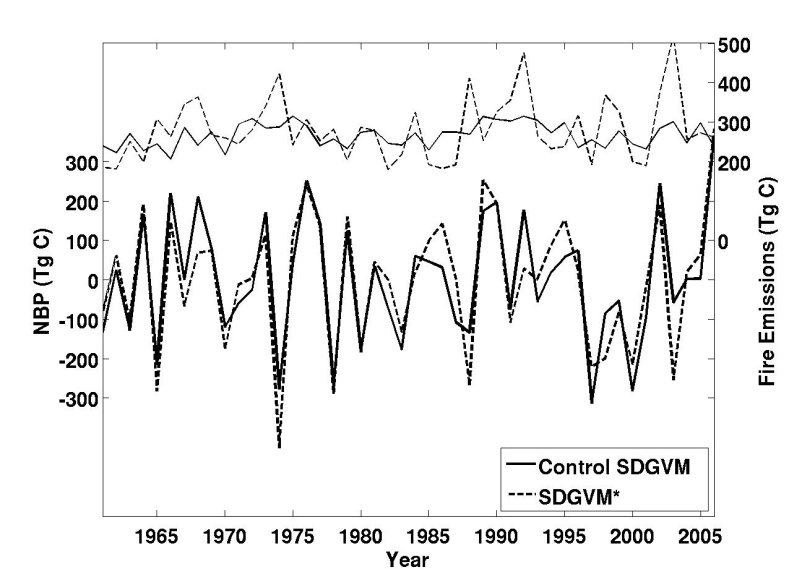 500
400
300
200
0
Fire Emissions (Tg C)
300
200
100
0
-100
-200
-300
NBP (Tg C)
Control SDGVM
SDGVM*
1965 1970 1975 1980 1985 1990 1995 2000 2005
Year